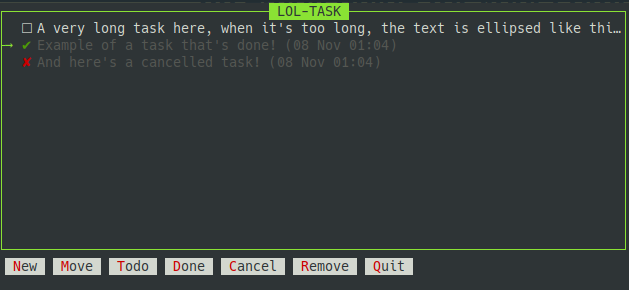 LOL-TASK
☐ A very long task here, when it's too long, the text is ellipsed like thi…
→ ✔ Example of a task that's done! (08 Nov 01:04)
✘ And here's a cancelled task! (08 Nov 01:04)
New Move Todo Done Cancel Remove Quit